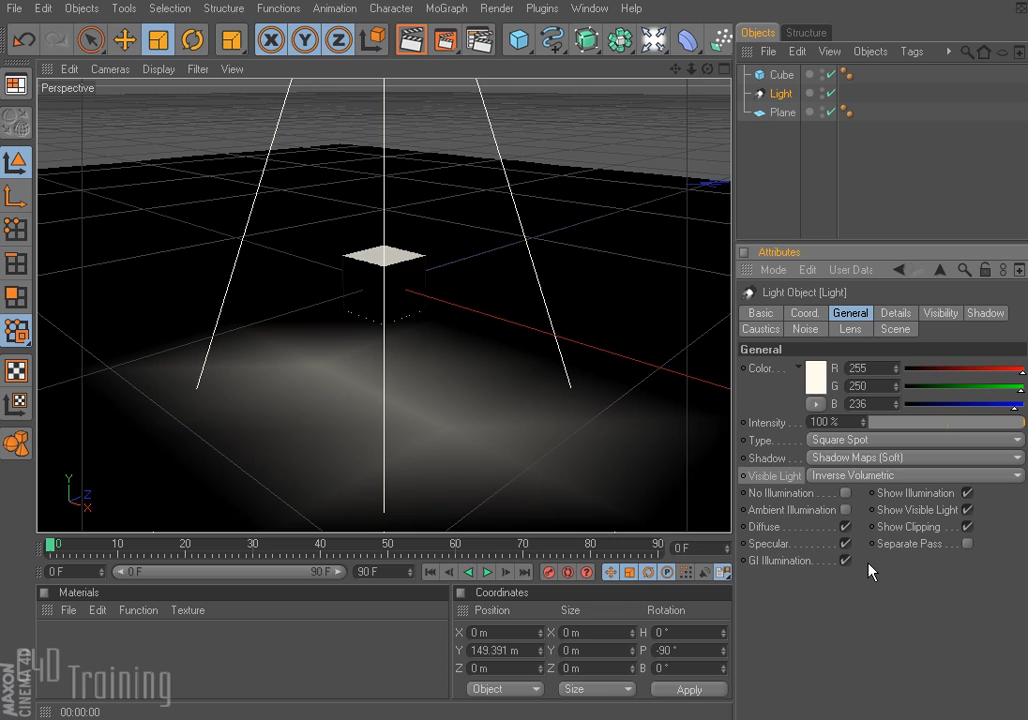 File Edit Objects Tools Selection Structure Functions Animation Character MoGraph Render Plugins Window Help
X Y Z
Edit Cameras Display Filter View
Perspective
Y
Z
X
0 10 20 30 40 50 60 70 80 90 0 F
0 F 0 F 90 F 90 F
Materials
File Edit Function Texture
Coordinates
Position Size Rotation
X 0 m X 0 m H 0 °
Y 149.391 m Y 0 m P -90 °
Z 0 m Z 0 m B 0 °
Object Size Apply
00:00:00
MAXON
CINEMA 4D
4D Training
Objects Structure
File Edit View Objects Tags
Cube
Light
Plane
Attributes
Mode Edit User Data
Light Object [Light]
Basic Coord. General Details Visibility Shadow
Caustics Noise Lens Scene
General
Color. . . R 255
G 250
B 236
Intensity . . . 100 %
Type. . . . Square Spot
Shadow . . . Shadow Maps (Soft)
Visible Light Inverse Volumetric
No Illumination . . . . Show Illumination
Ambient Illumination Show Visible Light
Diffuse . . . . . . Show Clipping . . .
Specular. . . . . . Separate Pass . . .
GI Illumination. . . . .